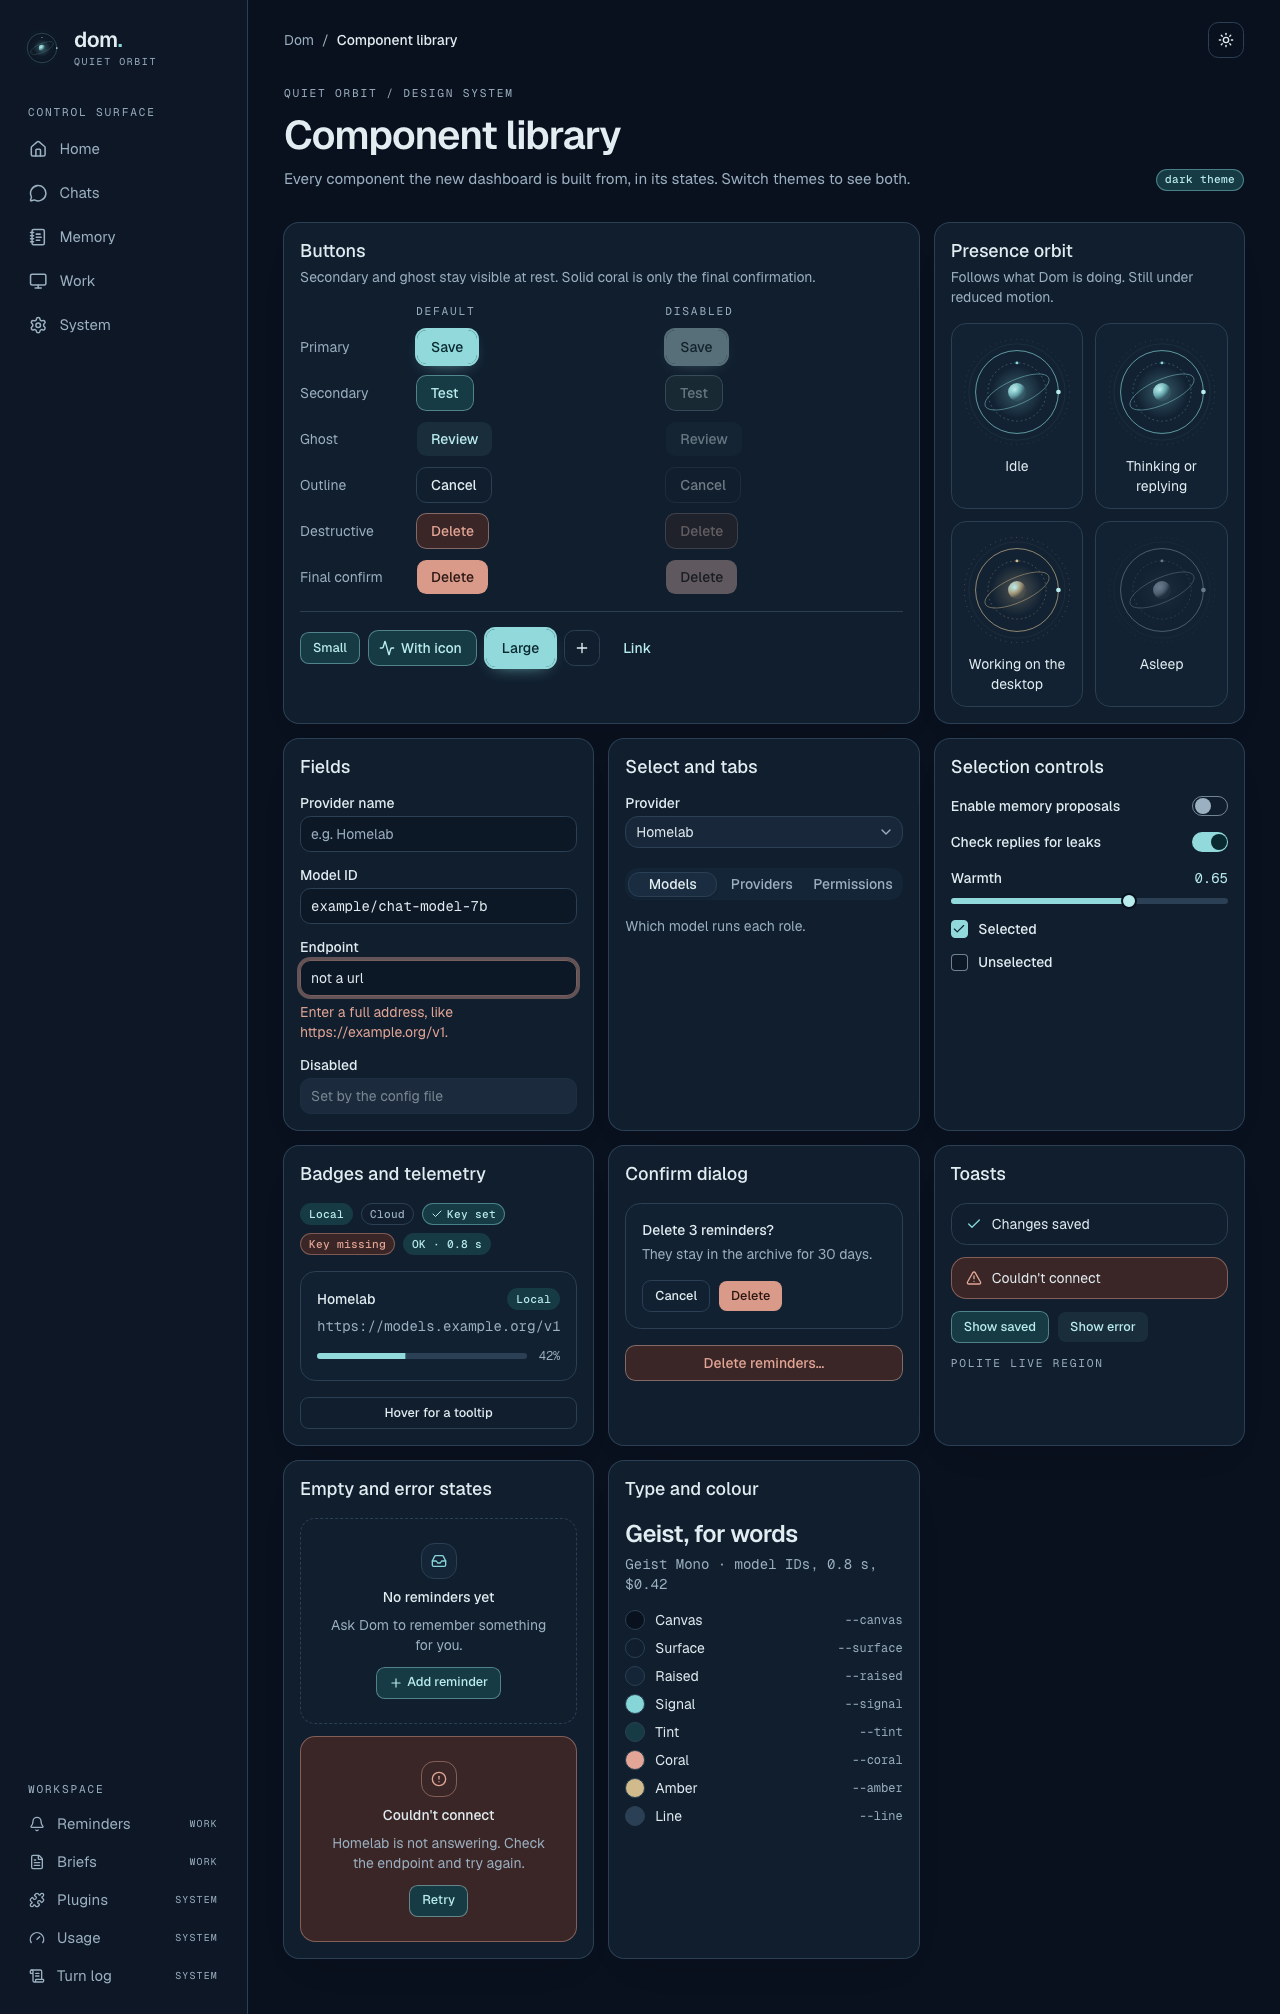 dom.
QUIET ORBIT
CONTROL SURFACE
Home
Chats
Memory
Work
System
WORKSPACE
Reminders WORK
Briefs WORK
Plugins SYSTEM
Usage SYSTEM
Turn log SYSTEM
Dom / Component library
QUIET ORBIT / DESIGN SYSTEM
Component library
Every component the new dashboard is built from, in its states. Switch themes to see both.
dark theme
Buttons
Secondary and ghost stay visible at rest. Solid coral is only the final confirmation.
DEFAULT DISABLED
Primary Save Save
Secondary Test Test
Ghost Review Review
Outline Cancel Cancel
Destructive Delete Delete
Final confirm Delete Delete
Small With icon Large + Link
Presence orbit
Follows what Dom is doing. Still under
reduced motion.
Idle
Thinking or
replying
Working on the
desktop
Asleep
Fields
Provider name
e.g. Homelab
Model ID
example/chat-model-7b
Endpoint
not a url
Enter a full address, like
https://example.org/v1.
Disabled
Set by the config file
Select and tabs
Provider
Homelab
Models Providers Permissions
Which model runs each role.
Selection controls
Enable memory proposals
Check replies for leaks
Warmth 0.65
Selected
Unselected
Badges and telemetry
Local Cloud Key set
Key missing OK · 0.8 s
Homelab Local
https://models.example.org/v1
42%
Hover for a tooltip
Confirm dialog
Delete 3 reminders?
They stay in the archive for 30 days.
Cancel Delete
Delete reminders…
Toasts
Changes saved
Couldn't connect
Show saved Show error
POLITE LIVE REGION
Empty and error states
No reminders yet
Ask Dom to remember something
for you.
+ Add reminder
Couldn't connect
Homelab is not answering. Check
the endpoint and try again.
Retry
Type and colour
Geist, for words
Geist Mono · model IDs, 0.8 s,
$0.42
Canvas --canvas
Surface --surface
Raised --raised
Signal --signal
Tint --tint
Coral --coral
Amber --amber
Line --line